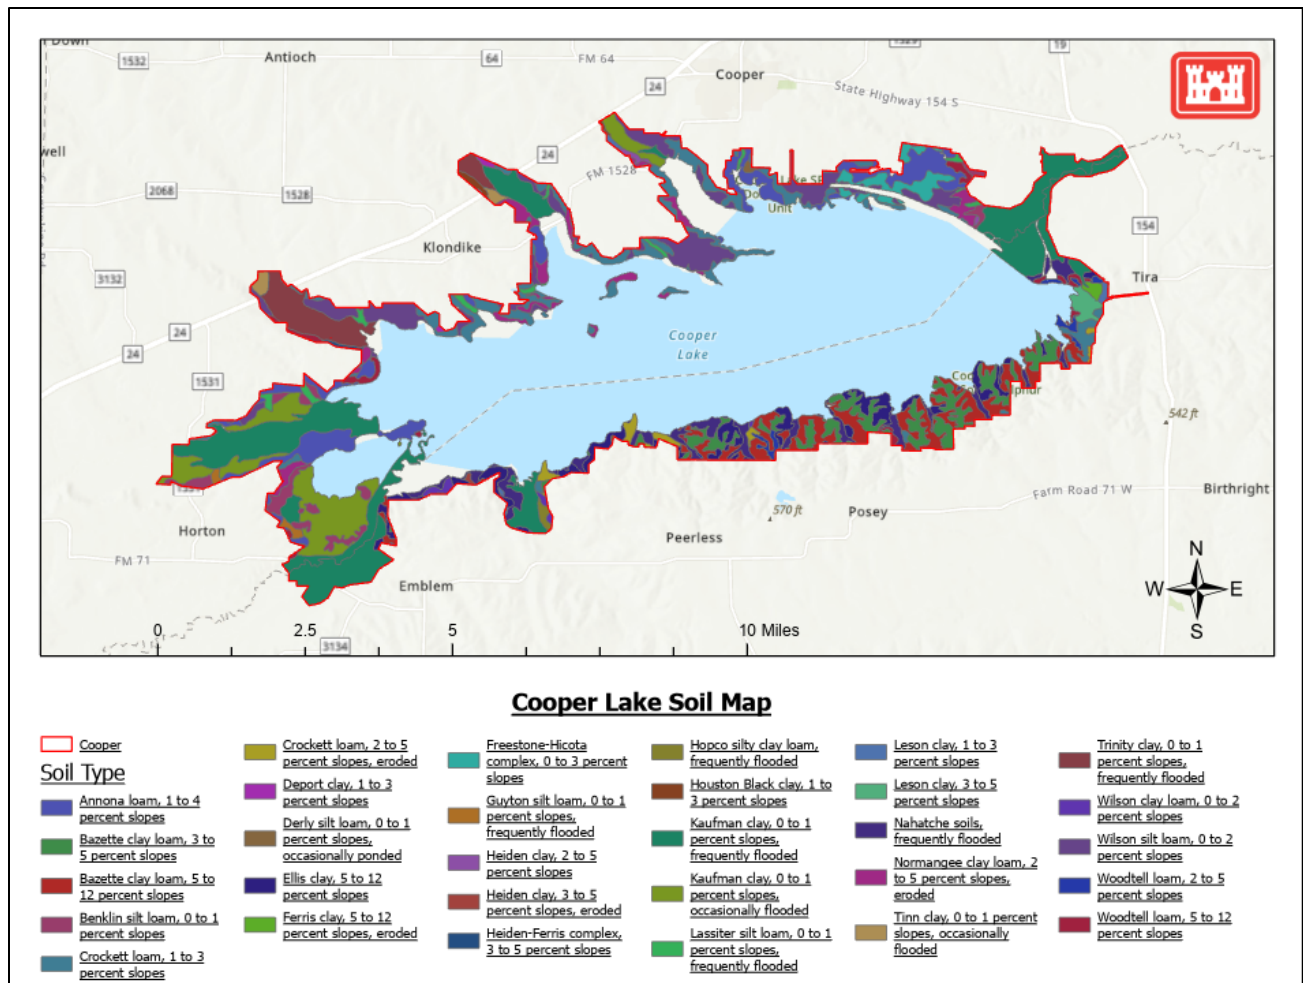 Down
1532
Antioch
64
FM 64
Cooper
1529
19
24
State Highway 154 S
well
24
FM 1528
2068
1528
Lake SP
Do
Unit
154
Klondike
3132
Tira
24
Cooper
Lake
24
1531
Coo
Sulphur
542 ft
1531
Farm Road 71 W
Birthright
570 ft
Posey
Horton
Peerless
FM 71
Emblem
N
W E
S
0 2.5 5 10 Miles
3134
Cooper Lake Soil Map
Cooper
Soil Type
Annona loam, 1 to 4
percent slopes
Bazette clay loam, 3 to
5 percent slopes
Bazette clay loam, 5 to
12 percent slopes
Benklin silt loam, 0 to 1
percent slopes
Crockett loam, 1 to 3
percent slopes
Crockett loam, 2 to 5
percent slopes, eroded
Deport clay, 1 to 3
percent slopes
Derly silt loam, 0 to 1
percent slopes,
occasionally ponded
Ellis clay, 5 to 12
percent slopes
Ferris clay, 5 to 12
percent slopes, eroded
Freestone-Hicota
complex, 0 to 3 percent
slopes
Guyton silt loam, 0 to 1
percent slopes,
frequently flooded
Heiden clay, 2 to 5
percent slopes
Heiden clay, 3 to 5
percent slopes, eroded
Heiden-Ferris complex,
3 to 5 percent slopes
Hopco silty clay loam,
frequently flooded
Houston Black clay, 1 to
3 percent slopes
Kaufman clay, 0 to 1
percent slopes,
frequently flooded
Kaufman clay, 0 to 1
percent slopes,
occasionally flooded
Lassiter silt loam, 0 to 1
percent slopes,
frequently flooded
Leson clay, 1 to 3
percent slopes
Leson clay, 3 to 5
percent slopes
Nahatche soils,
frequently flooded
Normangee clay loam, 2
to 5 percent slopes,
eroded
Tinn clay, 0 to 1 percent
slopes, occasionally
flooded
Trinity clay, 0 to 1
percent slopes,
frequently flooded
Wilson clay loam, 0 to 2
percent slopes
Wilson silt loam, 0 to 2
percent slopes
Woodtell loam, 2 to 5
percent slopes
Woodtell loam, 5 to 12
percent slopes